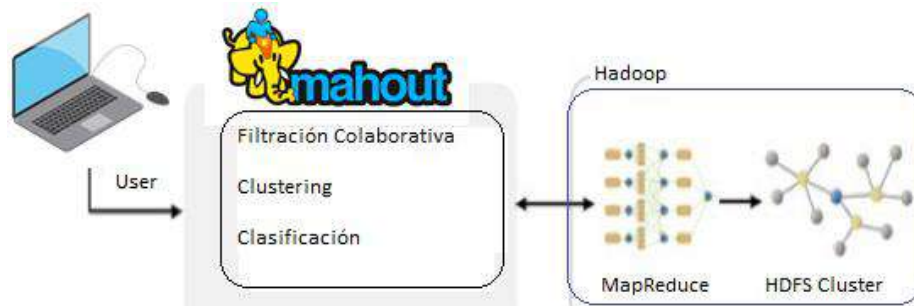 mahout
Hadoop
Filtración Colaborativa
User
Clustering
Clasificación
MapReduce
HDFS Cluster